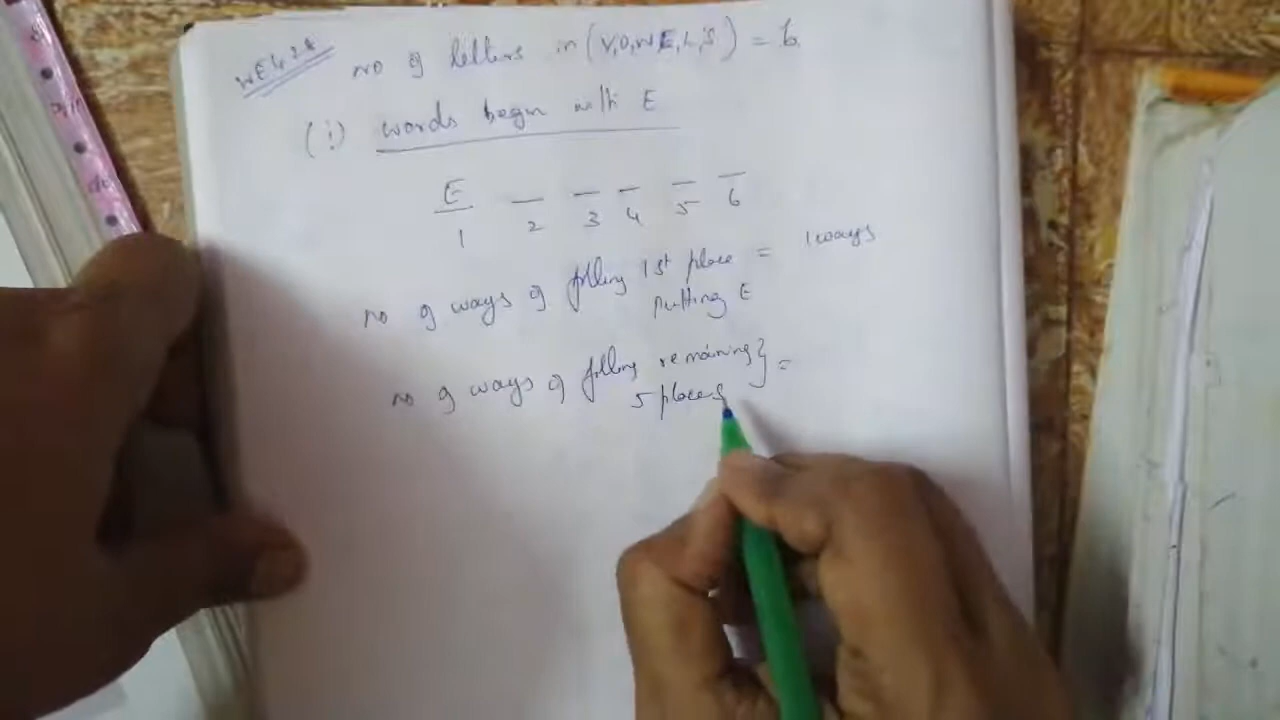 WE 4.24
no of letters in (V,O,W,E,L,S) = 6
(i) words begin with E
E _ _ _ _ _
1 2 3 4 5 6
no of ways of filling 1st place = 1 ways
putting E
no of ways of filling remaining } =
5 places